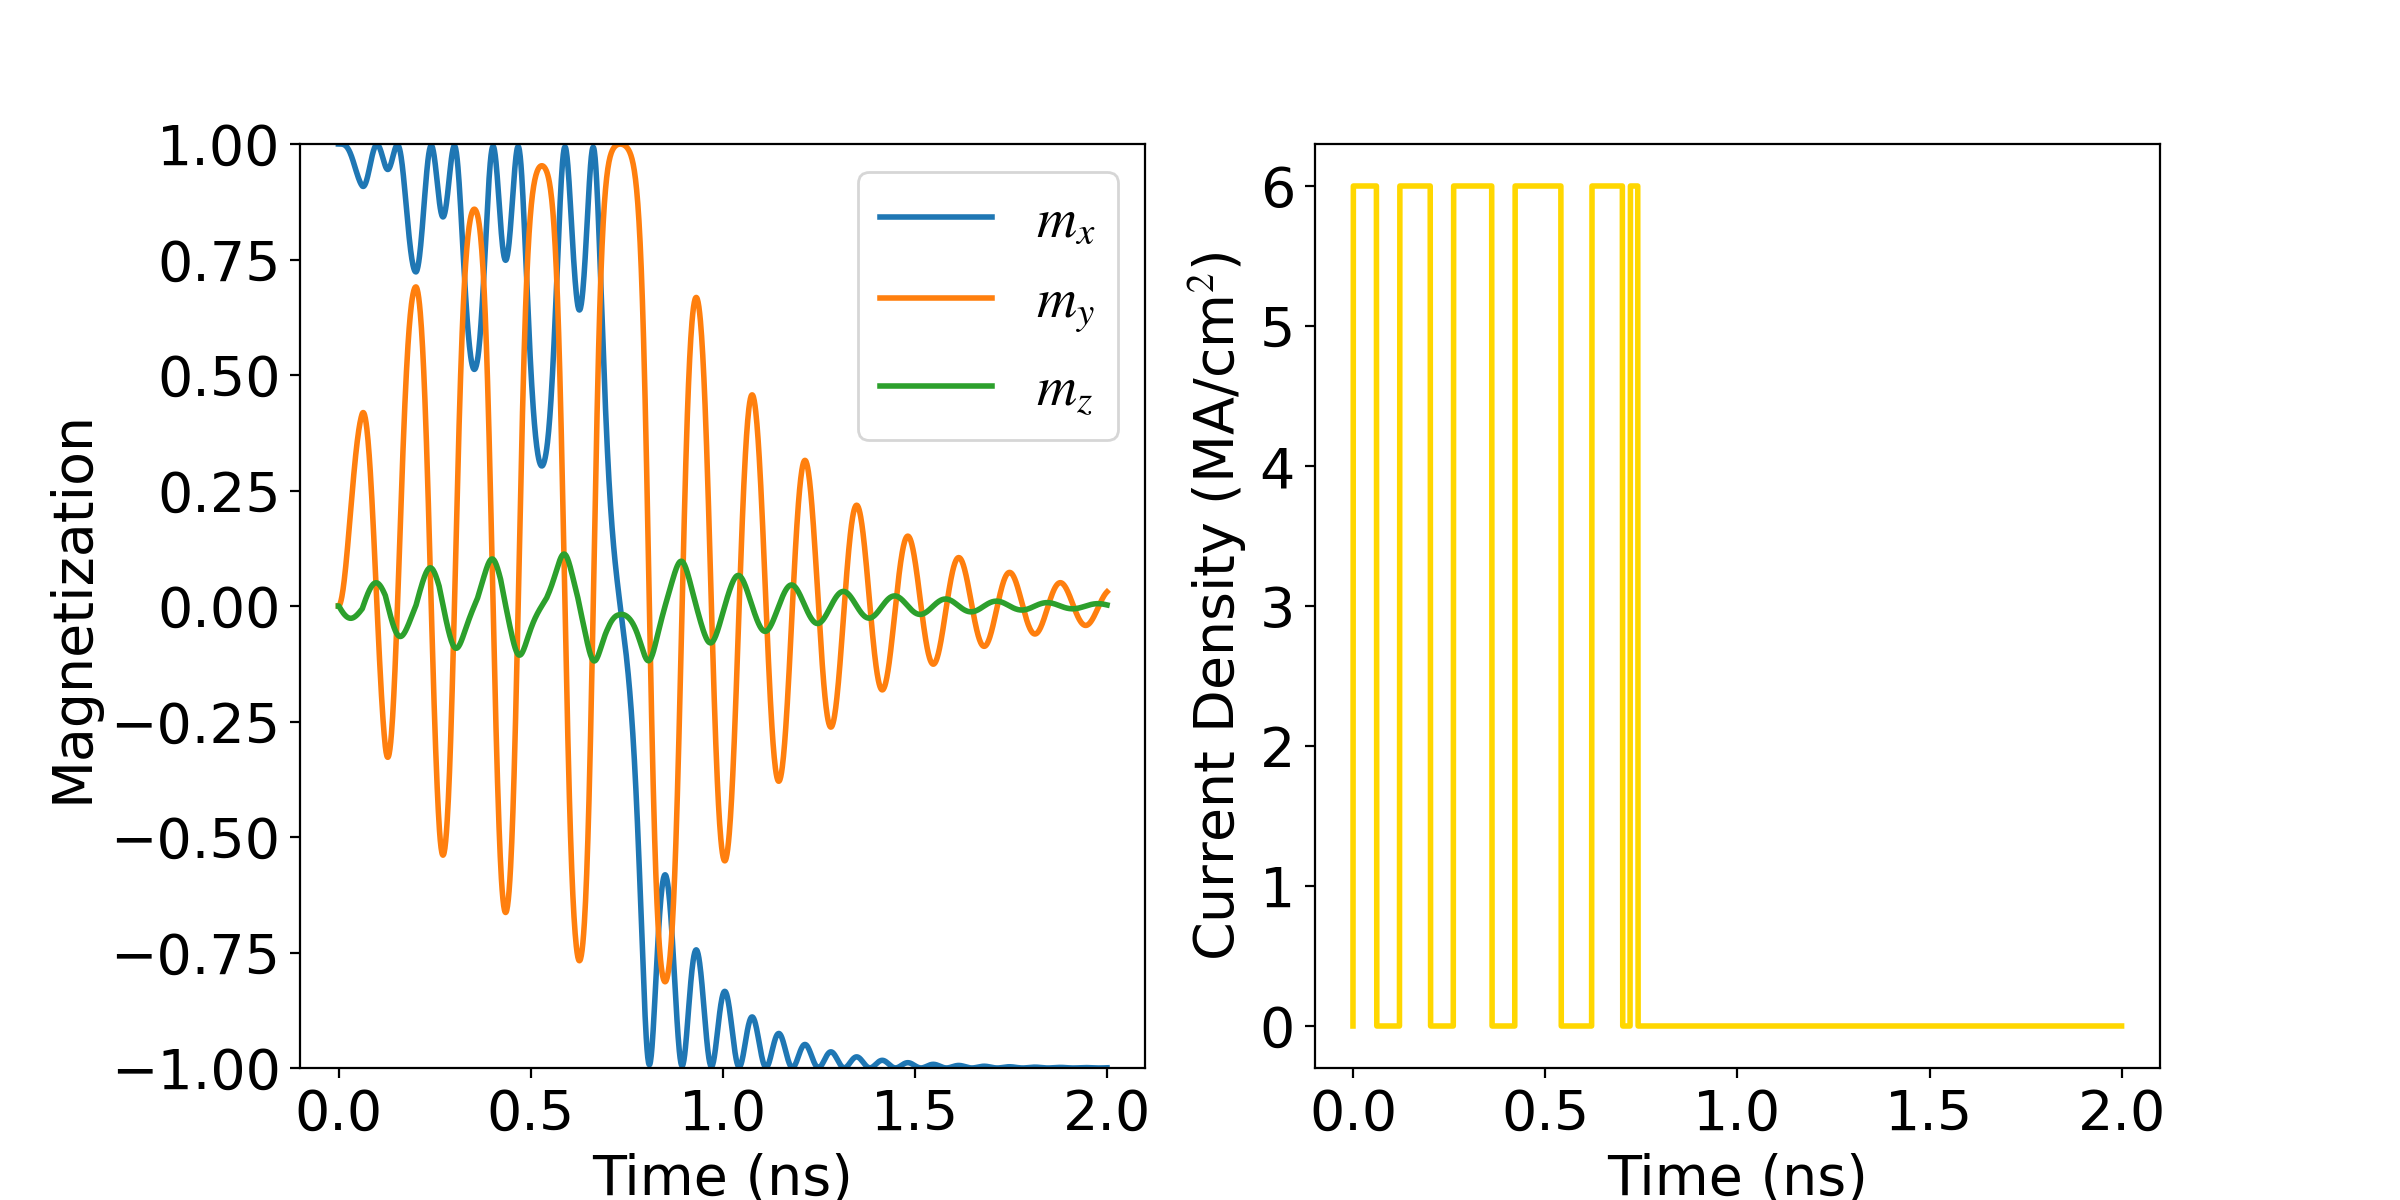 Magnetization
1.00
0.75
0.50
0.25
0.00
−0.25
−0.50
−0.75
−1.00
0.0 0.5 1.0 1.5 2.0
Time (ns)
m_x
m_y
m_z
Current Density (MA/cm²)
6
5
4
3
2
1
0
0.0 0.5 1.0 1.5 2.0
Time (ns)